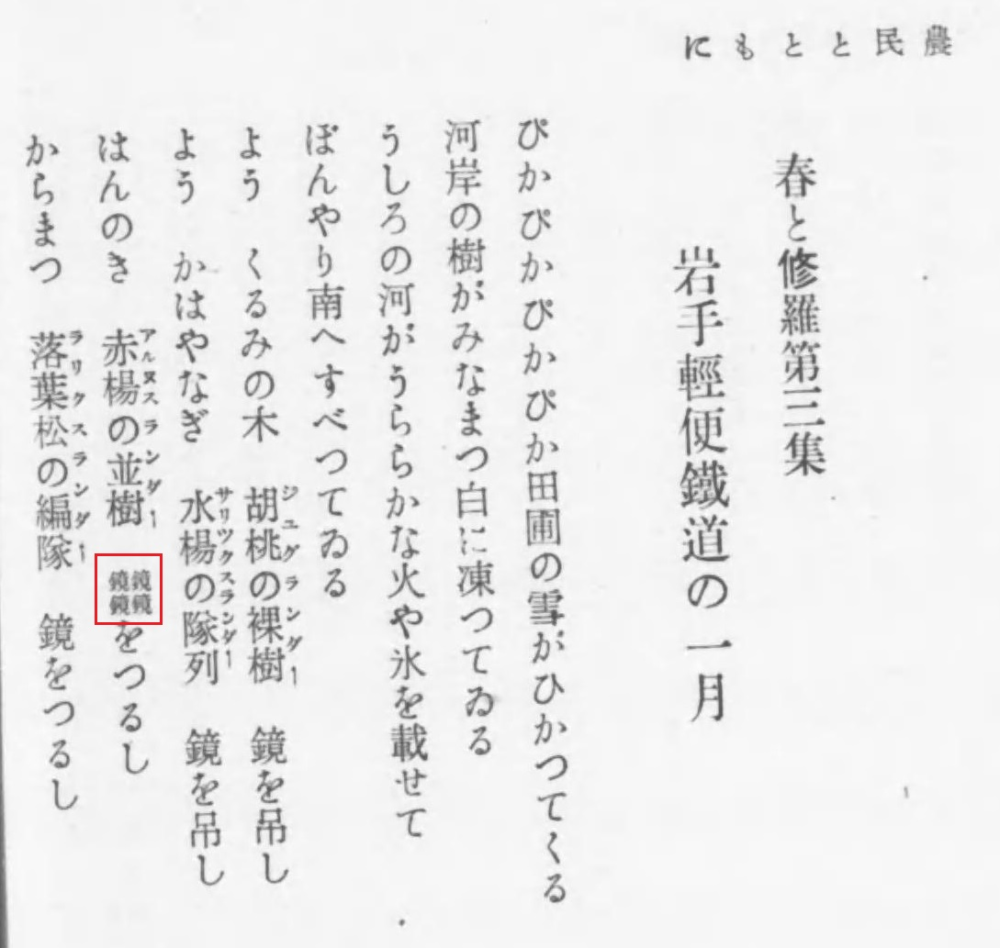 農民とともに
春と修羅第三集
岩手輕便鐵道の一月
ぴかぴかぴかぴか田圃の雪がひかつてくる
河岸の樹がみなまつ白に凍つてゐる
うしろの河がうららかな火や氷を載せて
ぼんやり南へすべつてゐる
よう　くるみの木　胡桃の裸樹　鏡を吊し
ジユグランダー
よう　かはやなぎ　水楊の隊列　鏡を吊し
サリツクスランダー
はんのき　赤楊の並樹　鏡鏡鏡鏡をつるし
アルヌスランダー
からまつ　落葉松の編隊　鏡をつるし
ラリクスランダー